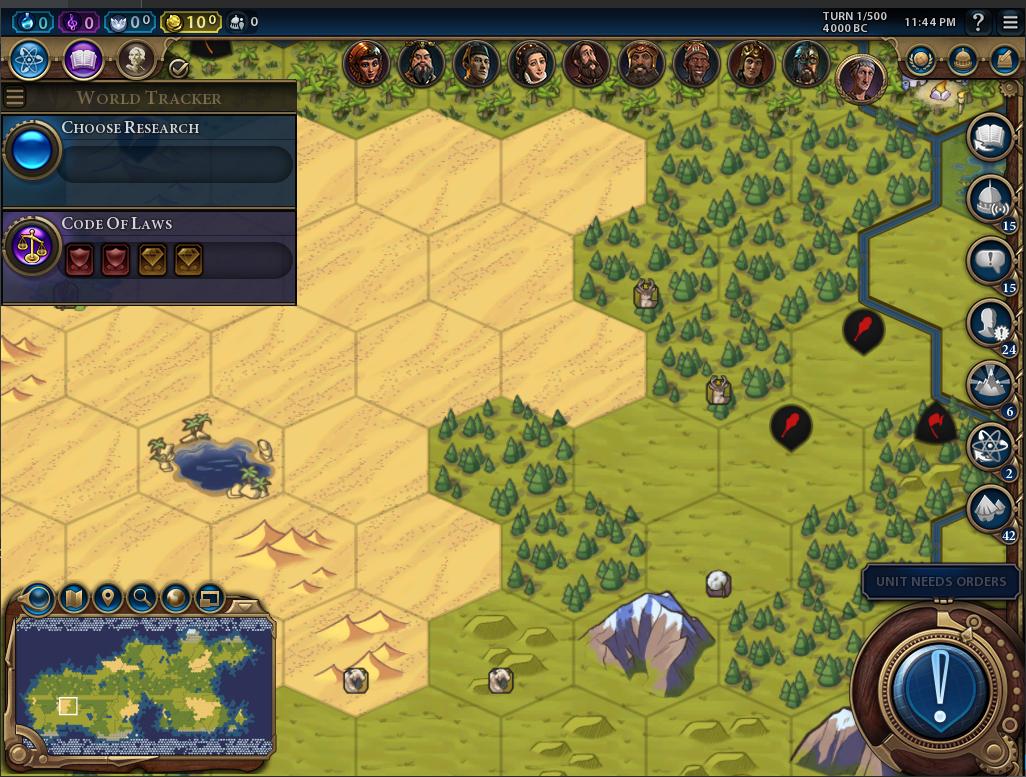 0 0 0⁰ 10⁰ 0
TURN 1/500
4000 BC
11:44 PM ?
WORLD TRACKER
CHOOSE RESEARCH
CODE OF LAWS
15
15
24
6
2
42
UNIT NEEDS ORDERS